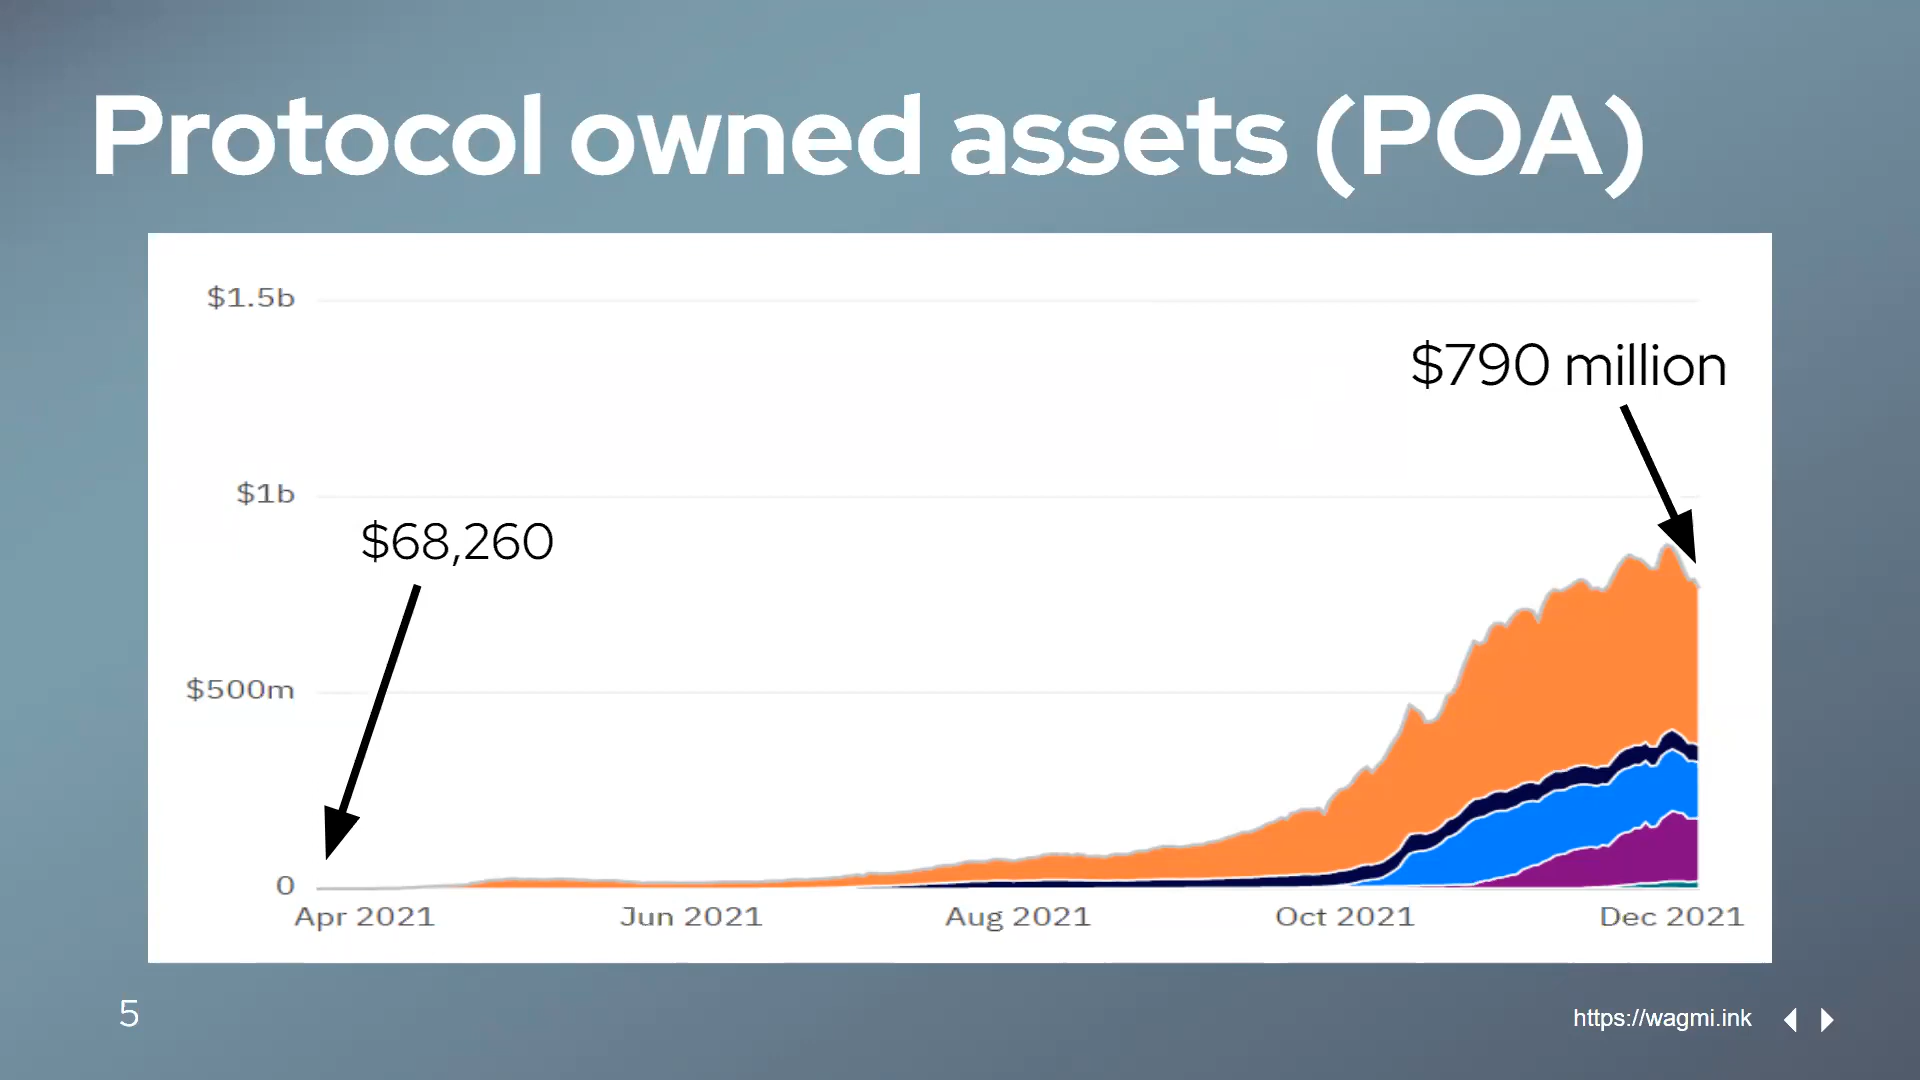 Protocol owned assets (POA)
$1.5b
$790 million
$1b
$68,260
$500m
0
Apr 2021
Jun 2021
Aug 2021
Oct 2021
Dec 2021
5
https://wagmi.ink